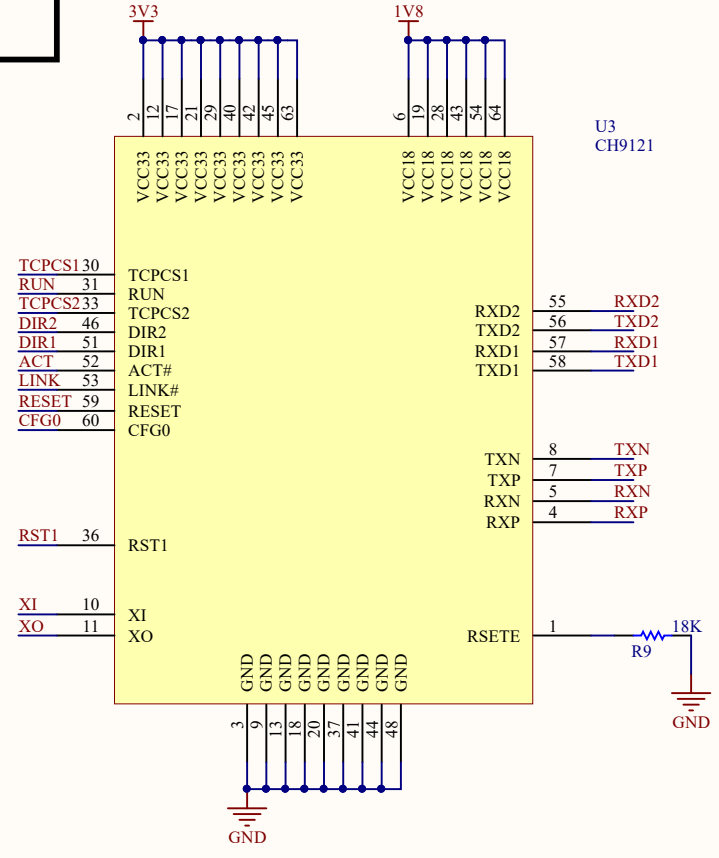 3V3
1V8
2 12 17 21 29 40 42 45 63
6 19 28 43 54 64
U3
CH9121
VCC33 VCC33 VCC33 VCC33 VCC33 VCC33 VCC33 VCC33 VCC33
VCC18 VCC18 VCC18 VCC18 VCC18 VCC18
TCPCS1 30 TCPCS1
RUN 31 RUN
TCPCS2 33 TCPCS2
DIR2 46 DIR2
DIR1 51 DIR1
ACT 52 ACT#
LINK 53 LINK#
RESET 59 RESET
CFG0 60 CFG0
RXD2 55 RXD2
TXD2 56 TXD2
RXD1 57 RXD1
TXD1 58 TXD1
TXN 8 TXN
TXP 7 TXP
RXN 5 RXN
RXP 4 RXP
RST1 36 RST1
XI 10 XI
XO 11 XO
RSETE 1
18K
R9
GND
GND GND GND GND GND GND GND GND GND
3 9 13 18 20 37 41 44 48
GND